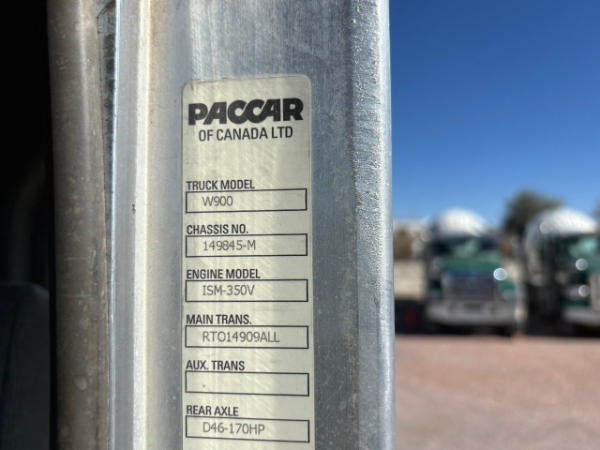 PACCAR
OF CANADA LTD
TRUCK MODEL
W900
CHASSIS NO.
149845-M
ENGINE MODEL
ISM-350V
MAIN TRANS.
RTO14909ALL
AUX. TRANS
.
REAR AXLE
D46-170HP